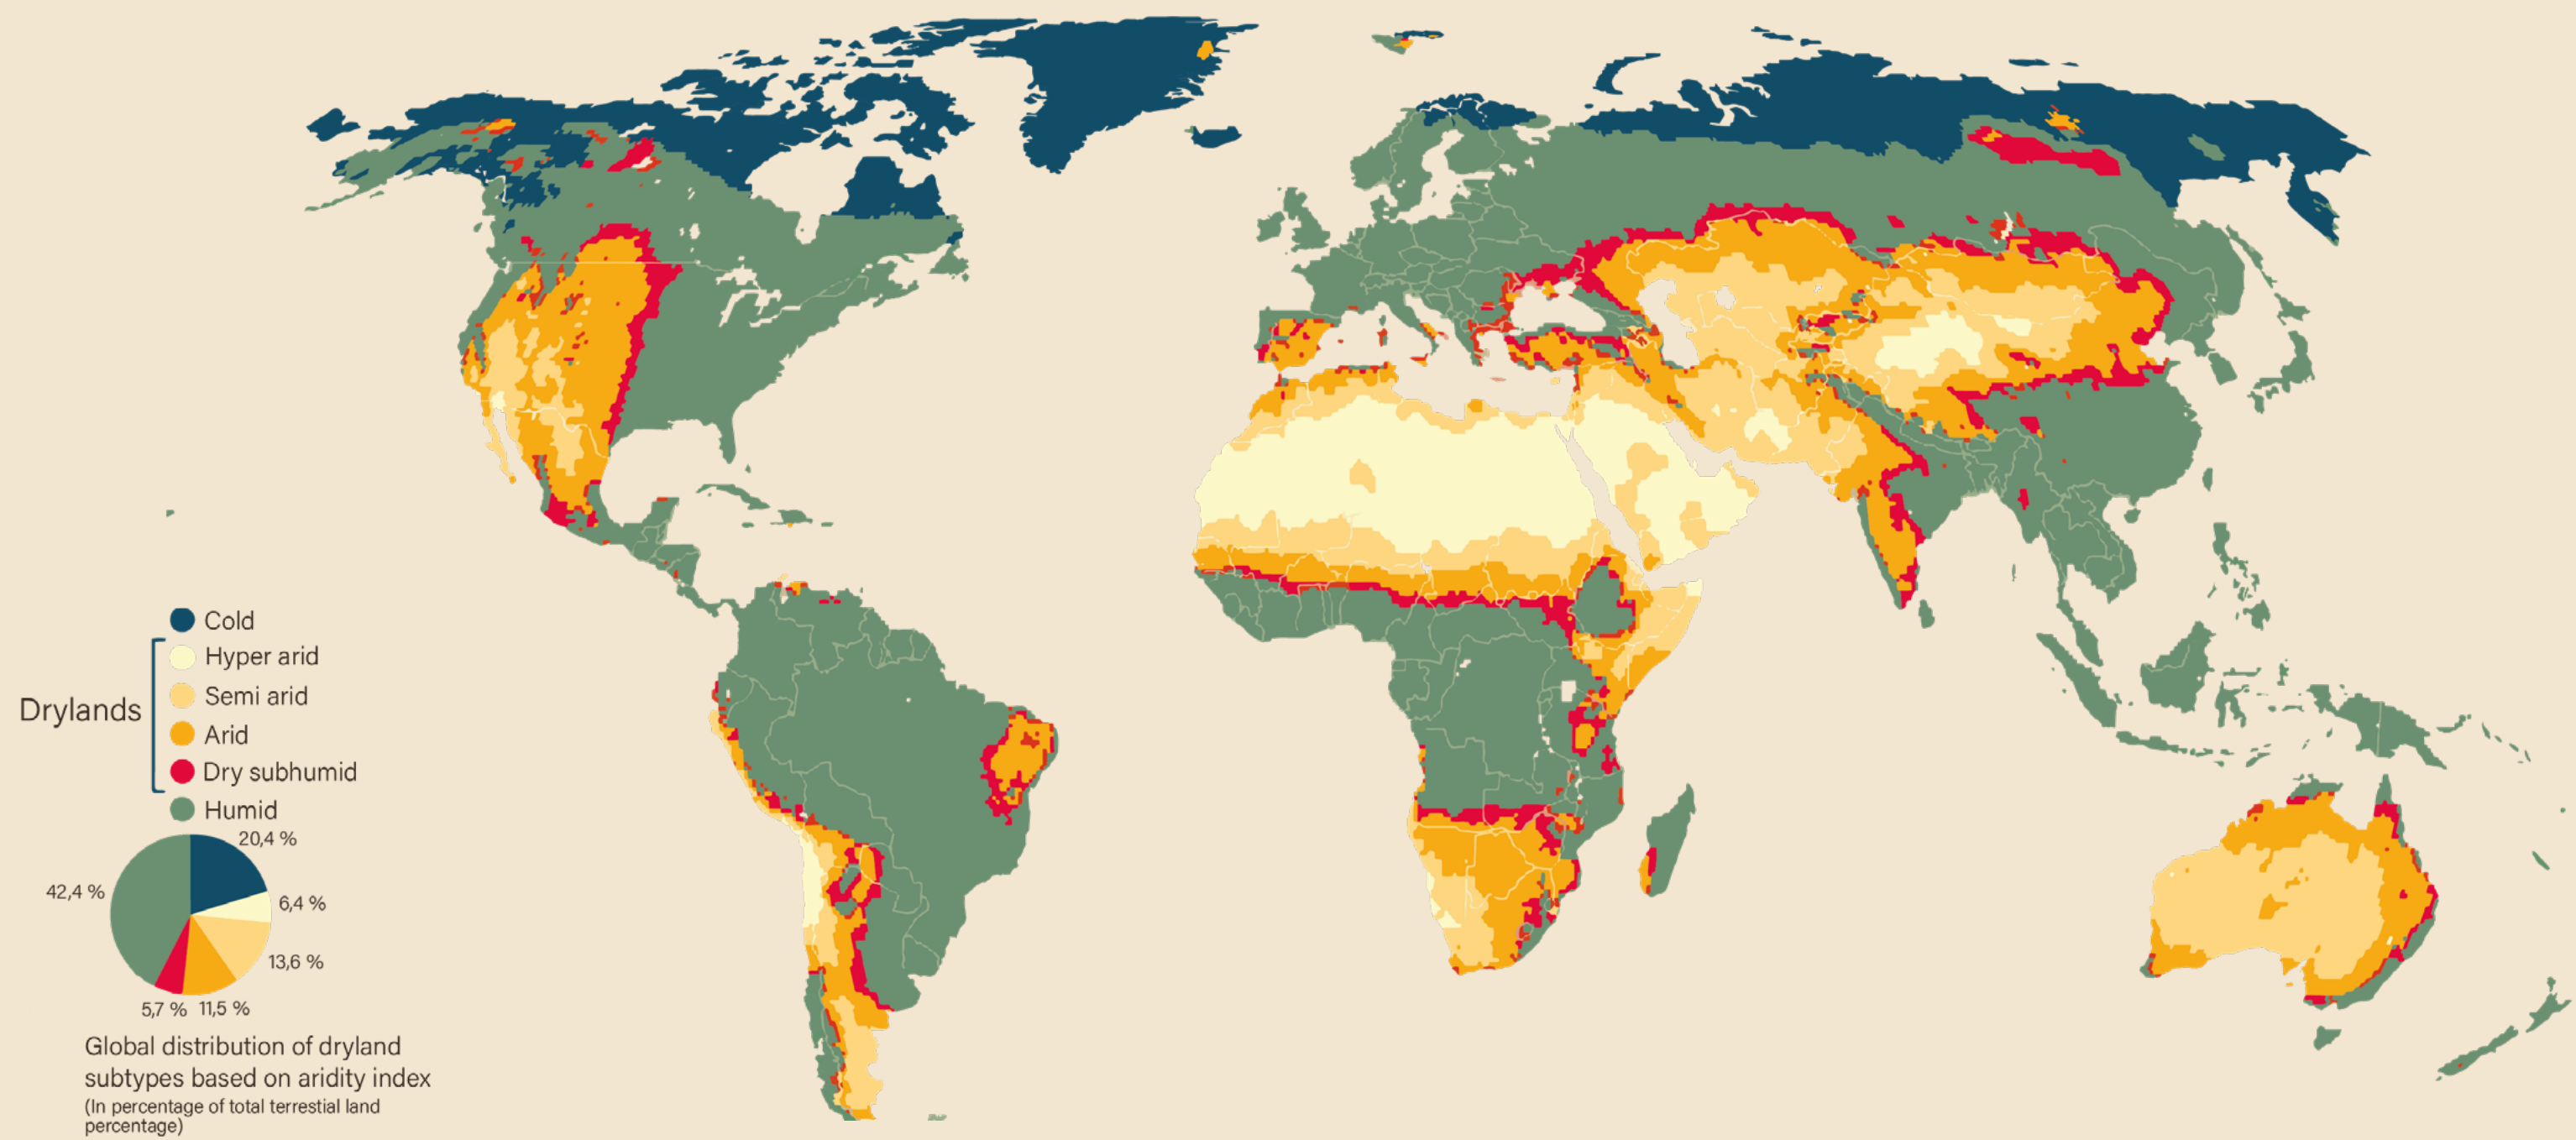 Cold
Hyper arid
Semi arid
Drylands
Arid
Dry subhumid
Humid
20,4 %
42,4 %
6,4 %
13,6 %
5,7 %
11,5 %
Global distribution of dryland
subtypes based on aridity index
(In percentage of total terrestial land
percentage)